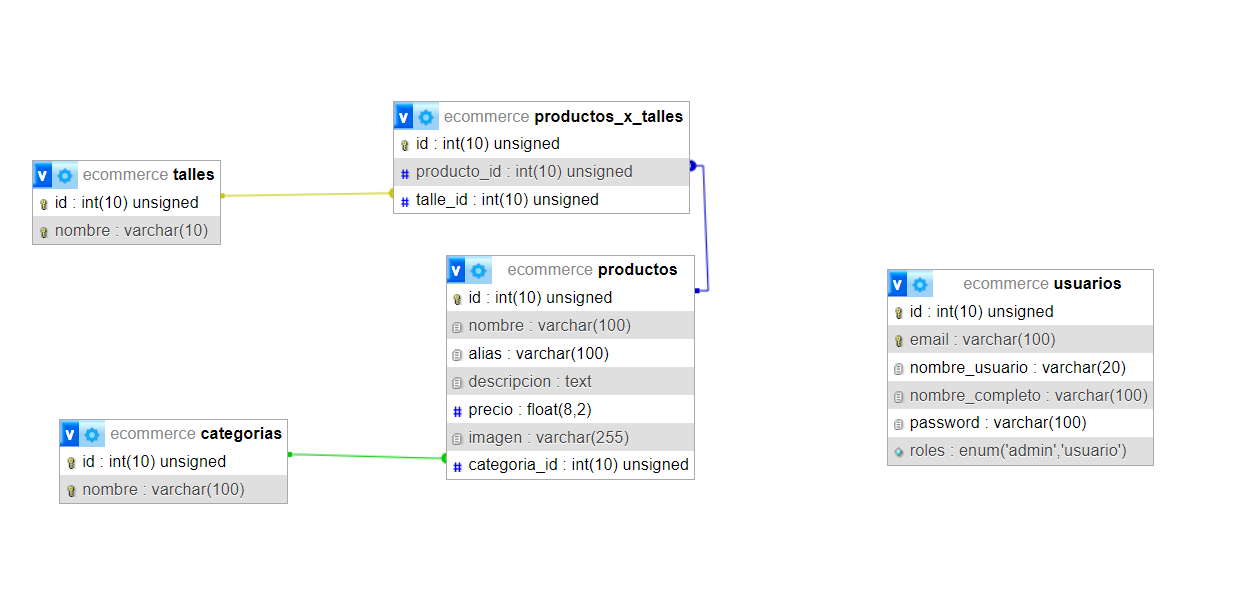 v ecommerce productos_x_talles
id : int(10) unsigned
# producto_id : int(10) unsigned
# talle_id : int(10) unsigned
v ecommerce talles
id : int(10) unsigned
nombre : varchar(10)
v ecommerce productos
id : int(10) unsigned
nombre : varchar(100)
alias : varchar(100)
descripcion : text
# precio : float(8,2)
imagen : varchar(255)
# categoria_id : int(10) unsigned
v ecommerce usuarios
id : int(10) unsigned
email : varchar(100)
nombre_usuario : varchar(20)
nombre_completo : varchar(100)
password : varchar(100)
roles : enum('admin','usuario')
v ecommerce categorias
id : int(10) unsigned
nombre : varchar(100)